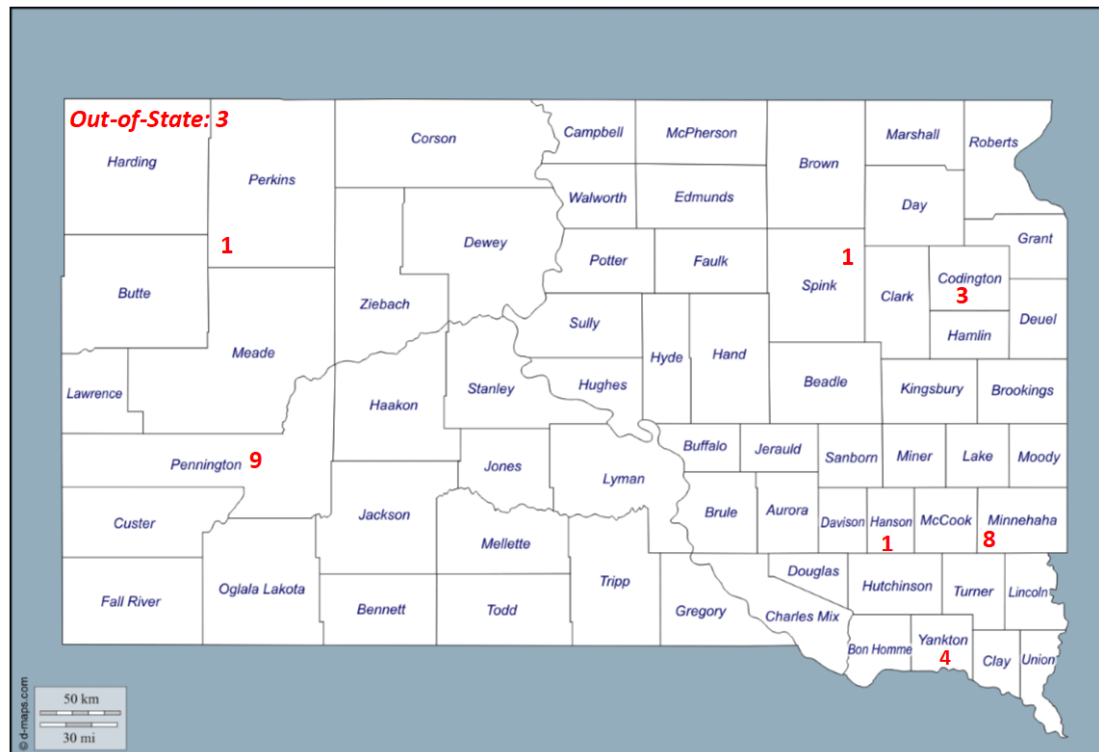 Out-of-State: 3
Harding
Perkins
1
Corson
Campbell
McPherson
Brown
Marshall
Roberts
Walworth
Edmunds
Day
Dewey
Grant
Butte
Ziebach
Potter
Faulk
Spink
1
Clark
Codington
3
Hamlin
Deuel
Sully
Meade
Lawrence
Haakon
Stanley
Hughes
Hyde
Hand
Beadle
Kingsbury
Brookings
Pennington 9
Jones
Lyman
Buffalo
Jerauld
Sanborn
Miner
Lake
Moody
Custer
Jackson
Mellette
Brule
Aurora
Davison
Hanson
1
McCook
Minnehaha
8
Fall River
Oglala Lakota
Bennett
Todd
Tripp
Gregory
Douglas
Charles Mix
Hutchinson
Turner
Lincoln
Bon Homme
Yankton
4
Clay
Union
50 km
30 mi
© d-maps.com